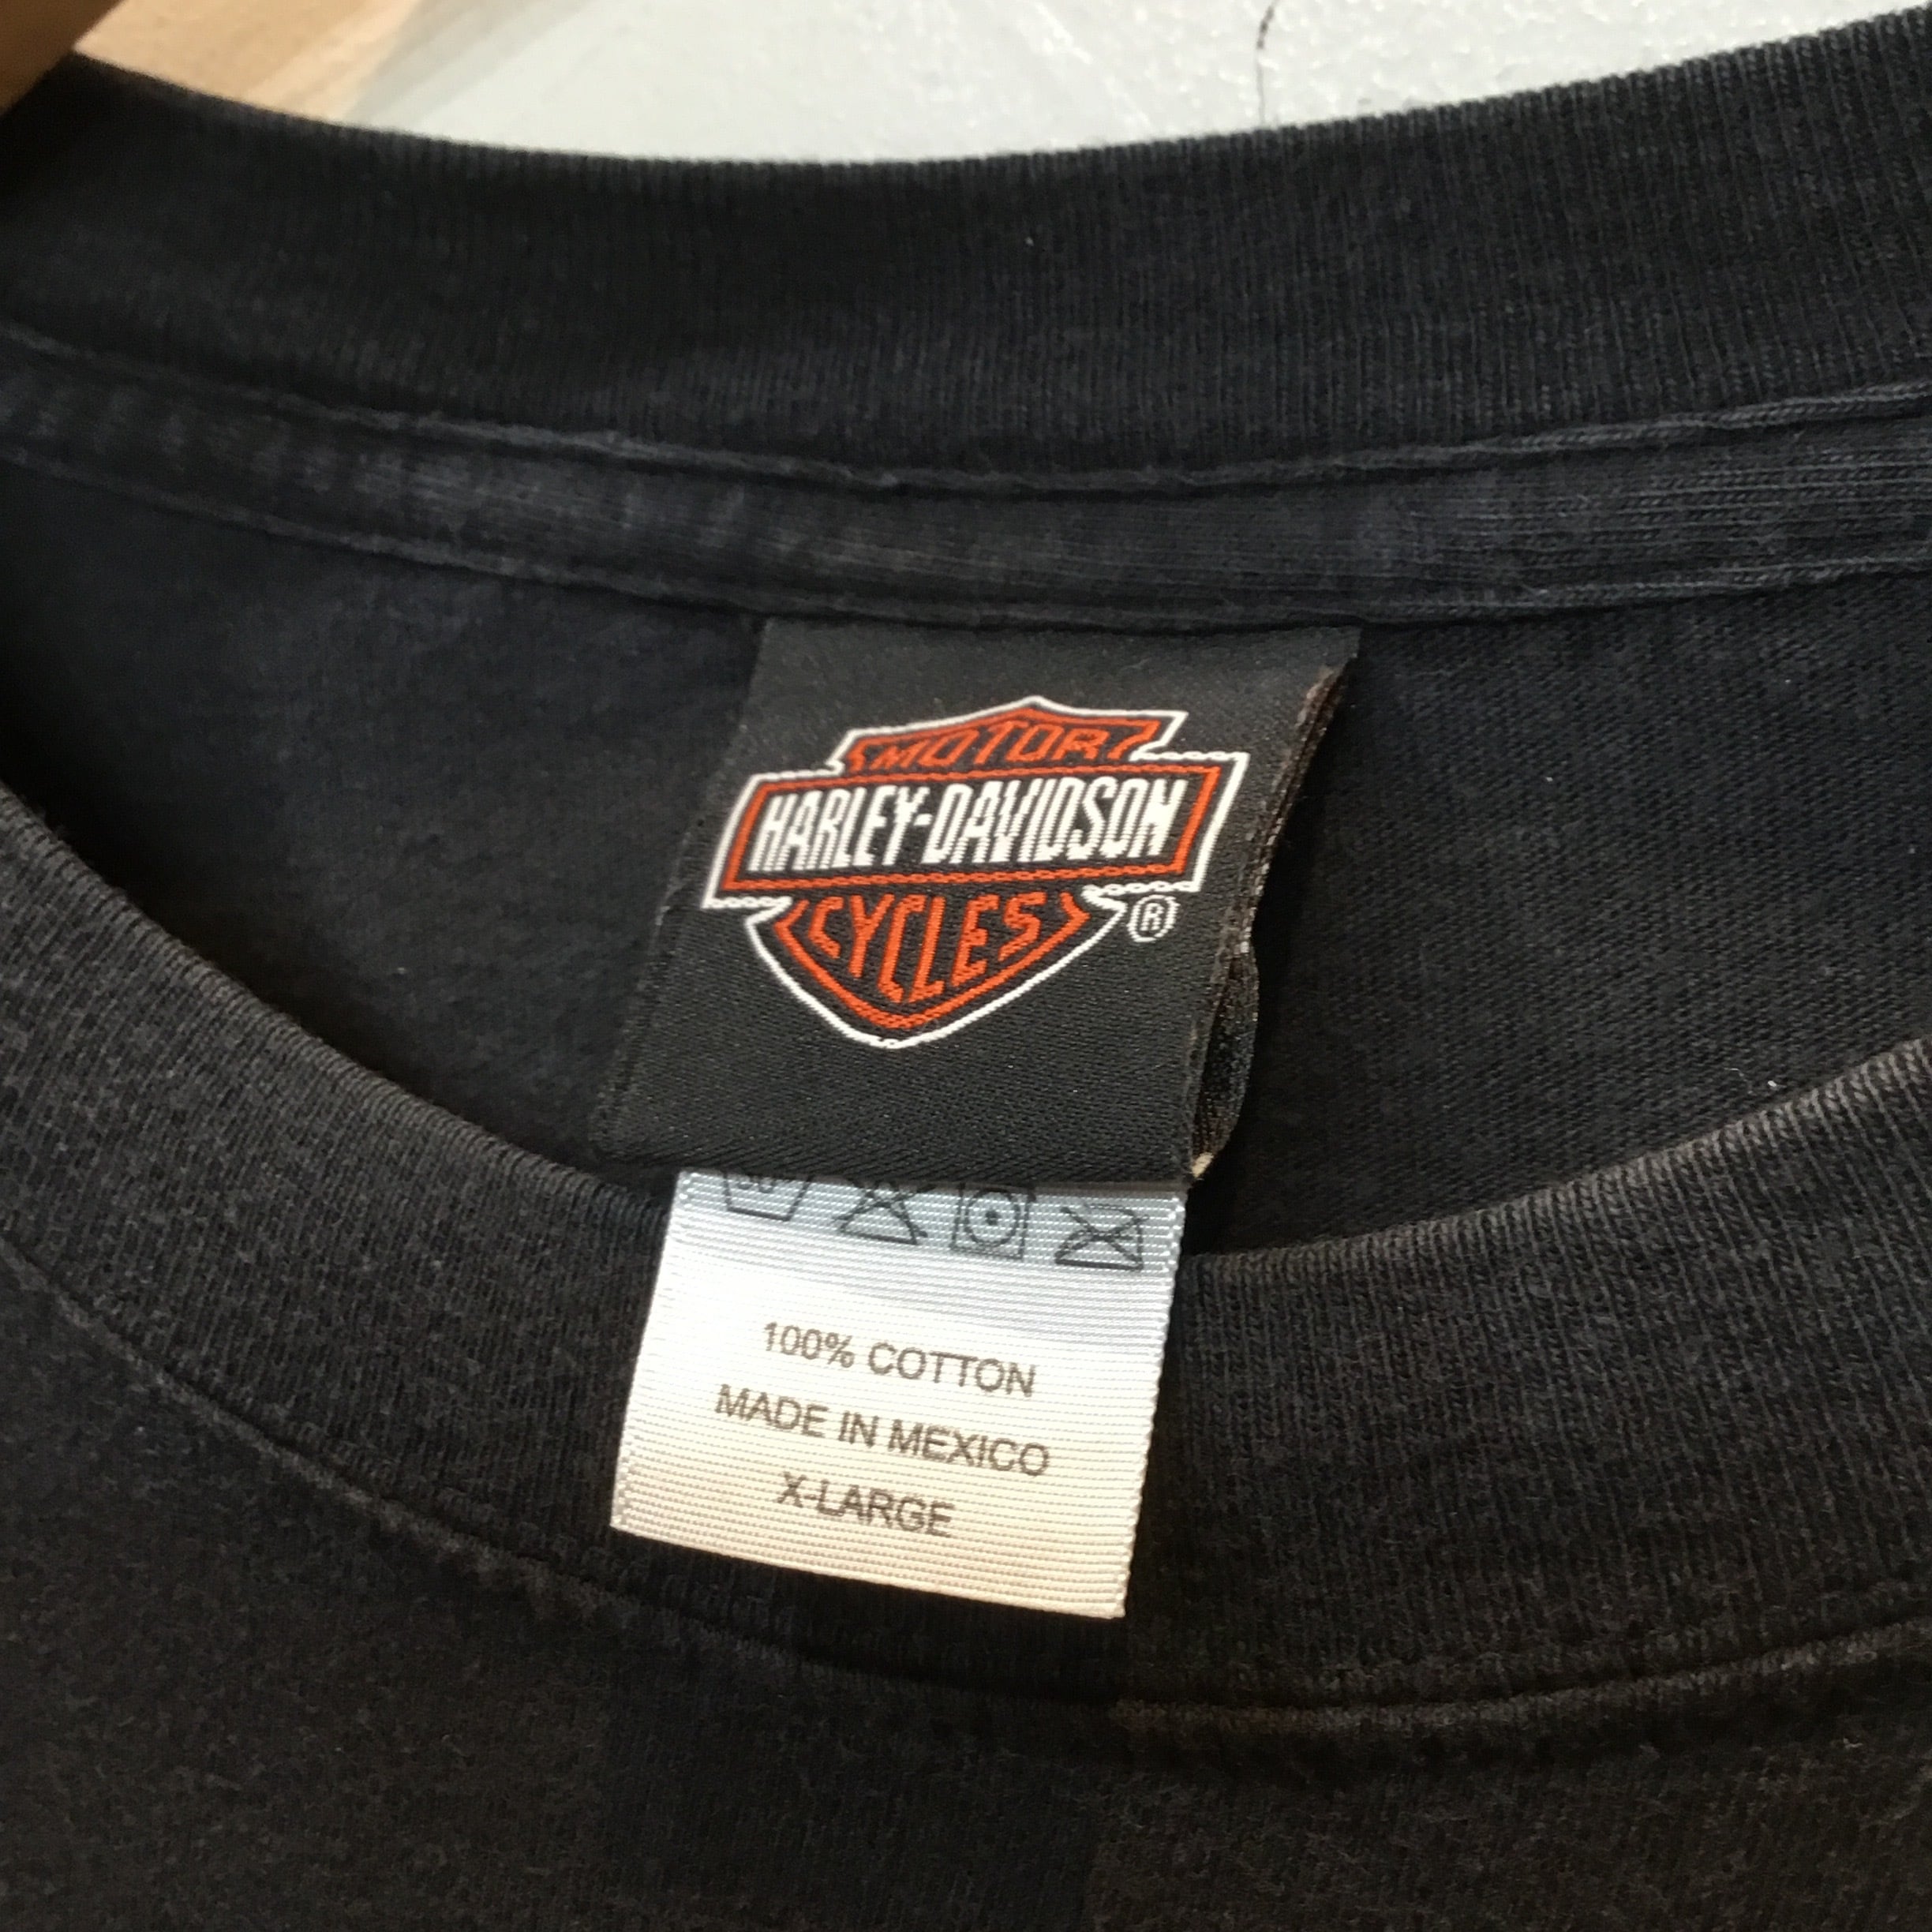 MOTOR
HARLEY-DAVIDSON
CYCLES
®
100% COTTON
MADE IN MEXICO
X-LARGE